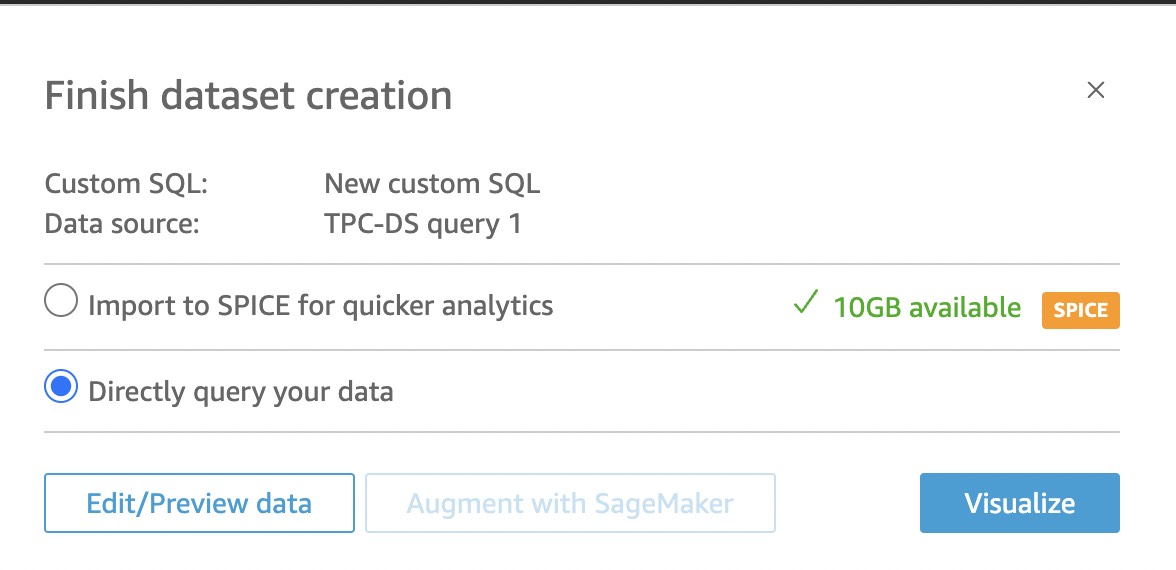 Finish dataset creation
Custom SQL: New custom SQL
Data source: TPC-DS query 1
Import to SPICE for quicker analytics 10GB available SPICE
Directly query your data
Edit/Preview data Augment with SageMaker Visualize